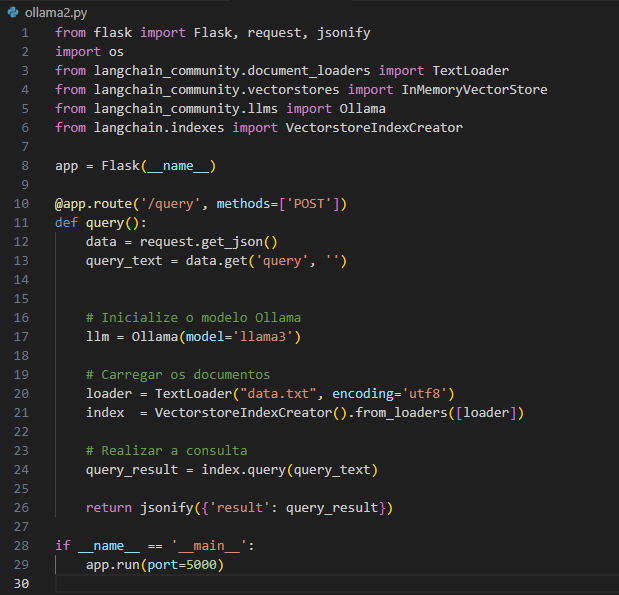 ollama2.py
1 from flask import Flask, request, jsonify
2 import os
3 from langchain_community.document_loaders import TextLoader
4 from langchain_community.vectorstores import InMemoryVectorStore
5 from langchain_community.llms import Ollama
6 from langchain.indexes import VectorstoreIndexCreator
7
8 app = Flask(__name__)
9
10 @app.route('/query', methods=['POST'])
11 def query():
12     data = request.get_json()
13     query_text = data.get('query', '')
14
15
16     # Inicialize o modelo Ollama
17     llm = Ollama(model='llama3')
18
19     # Carregar os documentos
20     loader = TextLoader("data.txt", encoding='utf8')
21     index  = VectorstoreIndexCreator().from_loaders([loader])
22
23     # Realizar a consulta
24     query_result = index.query(query_text)
25
26     return jsonify({'result': query_result})
27
28 if __name__ == '__main__':
29     app.run(port=5000)
30